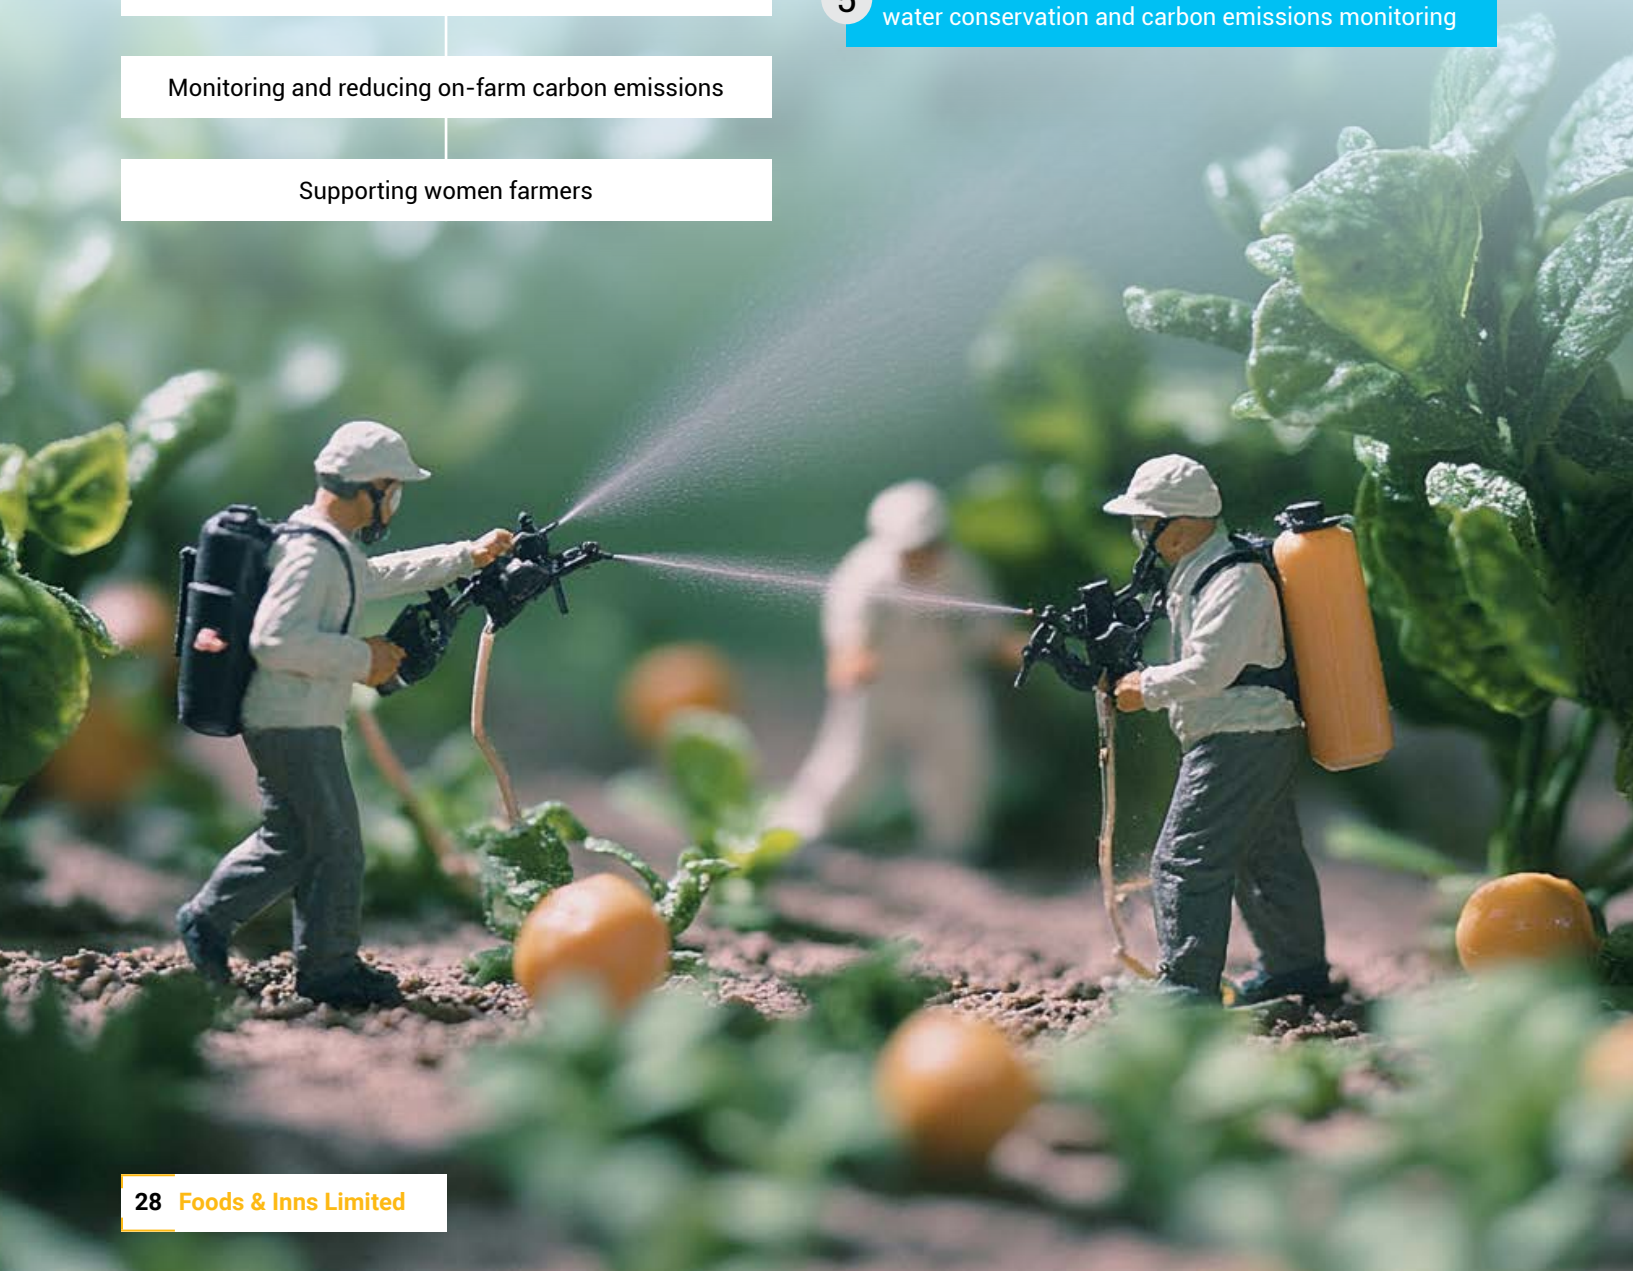 Monitoring and reducing on-farm carbon emissions
Supporting women farmers
5
water conservation and carbon emissions monitoring
28 Foods & Inns Limited